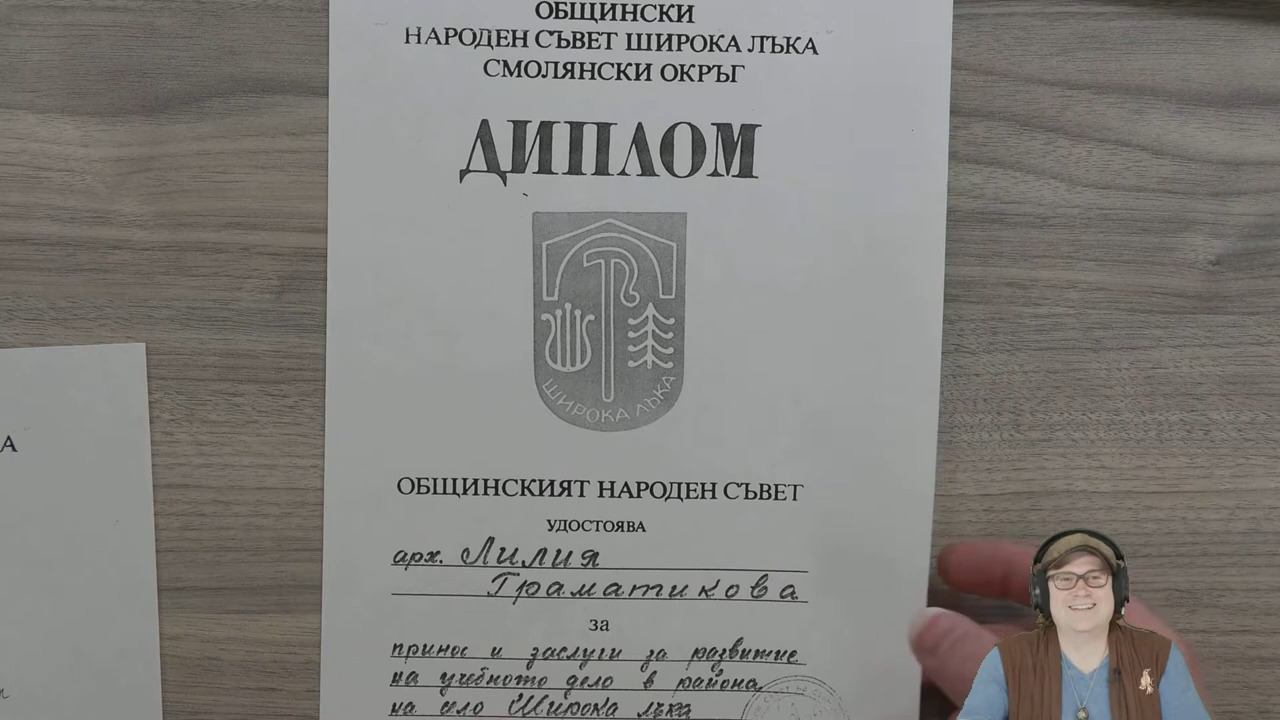 ОБЩИНСКИ
НАРОДЕН СЪВЕТ ШИРОКА ЛЪКА
СМОЛЯНСКИ ОКРЪГ
ДИПЛОМ
ШИРОКА ЛЪКА
ОБЩИНСКИЯТ НАРОДЕН СЪВЕТ
УДОСТОЯВА
арх. Лилия
Граматикова
за
принос и заслуги за развитие
на учебното дело в района
на село Широка лъка
А